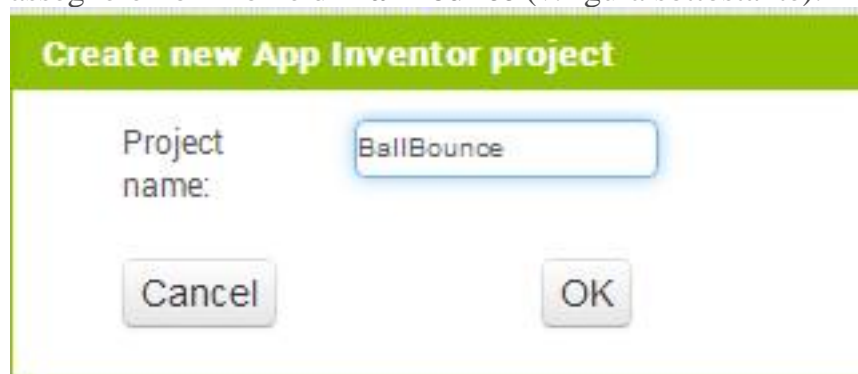 Create new App Inventor project
Project
name:
BallBounce
Cancel
OK